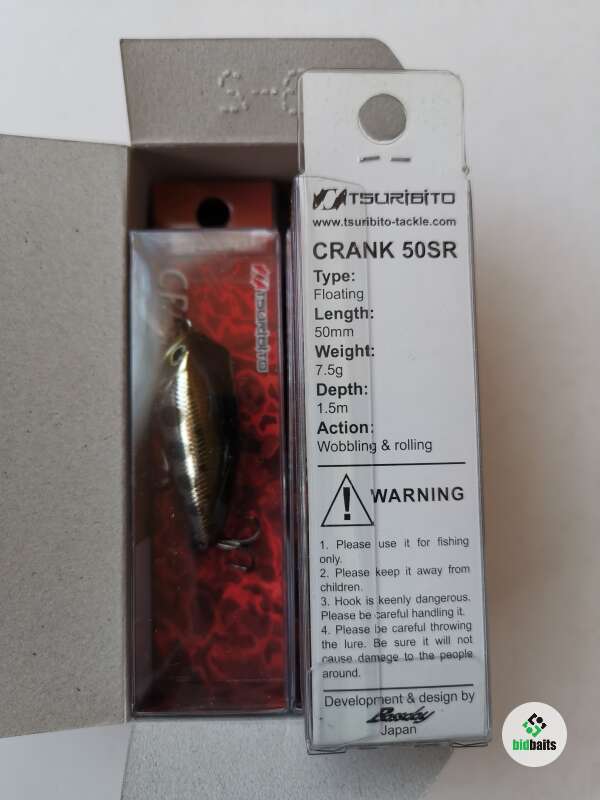 S-2
TSURIBITO
www.tsuribito-tackle.com
CRANK 50SR
Type:
Floating
Length:
50mm
Weight:
7.5g
Depth:
1.5m
Action:
Wobbling & rolling
WARNING
1. Please use it for fishing
only.
2. Please keep it away from
children.
3. Hook is keenly dangerous.
Please be careful handling it.
4. Please be careful throwing
the lure. Be sure it will not
cause damage to the people
around.
Development & design by
Japan
TSURIBITO
bidbaits